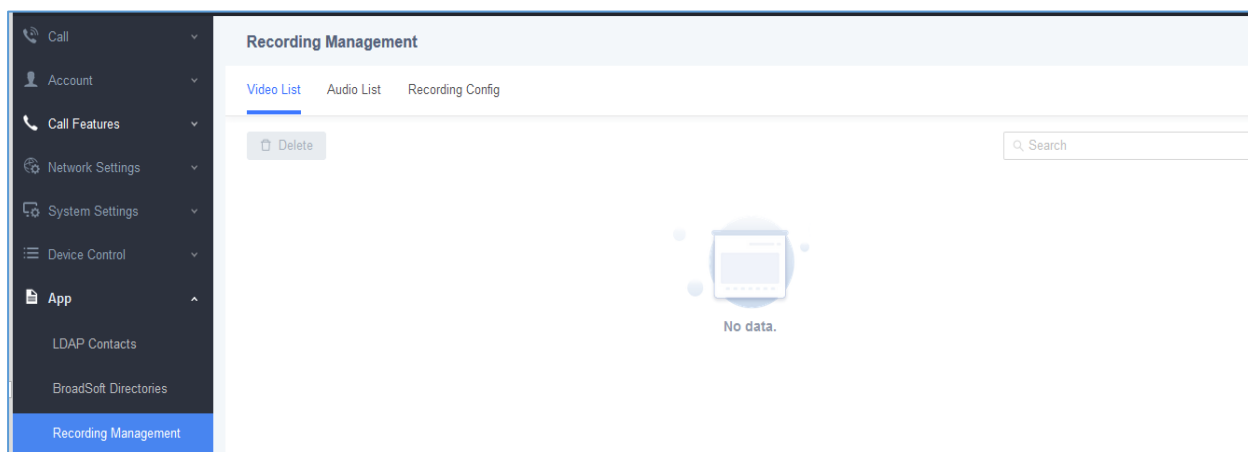 Call
Account
Call Features
Network Settings
System Settings
Device Control
App
LDAP Contacts
BroadSoft Directories
Recording Management
Recording Management
Video List Audio List Recording Config
Delete Search
No data.